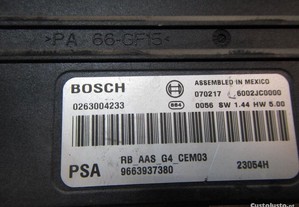 >PA 66-GF15<
BOSCH
ASSEMBLED IN MEXICO
070217 6002JC0000
0263004233 0056 SW 1.44 HW 5.00
RB_AAS_G4_CEM03
PSA 9663937380 23054H